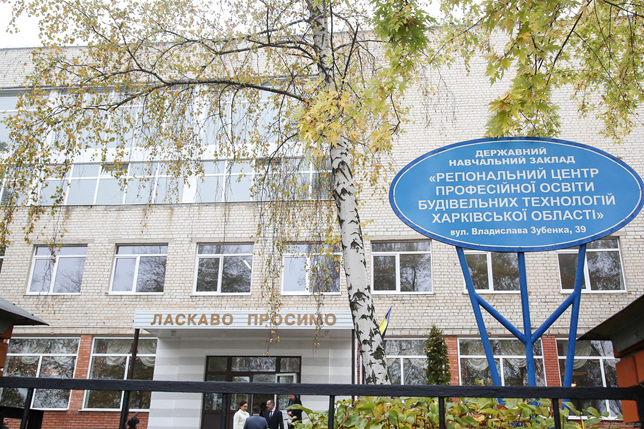 ДЕРЖАВНИЙ
НАВЧАЛЬНИЙ ЗАКЛАД
«РЕГІОНАЛЬНИЙ ЦЕНТР
ПРОФЕСІЙНОЇ ОСВІТИ
БУДІВЕЛЬНИХ ТЕХНОЛОГІЙ
ХАРКІВСЬКОЇ ОБЛАСТІ»
вул. Владислава Зубенка, 39
ЛАСКАВО ПРОСИМО